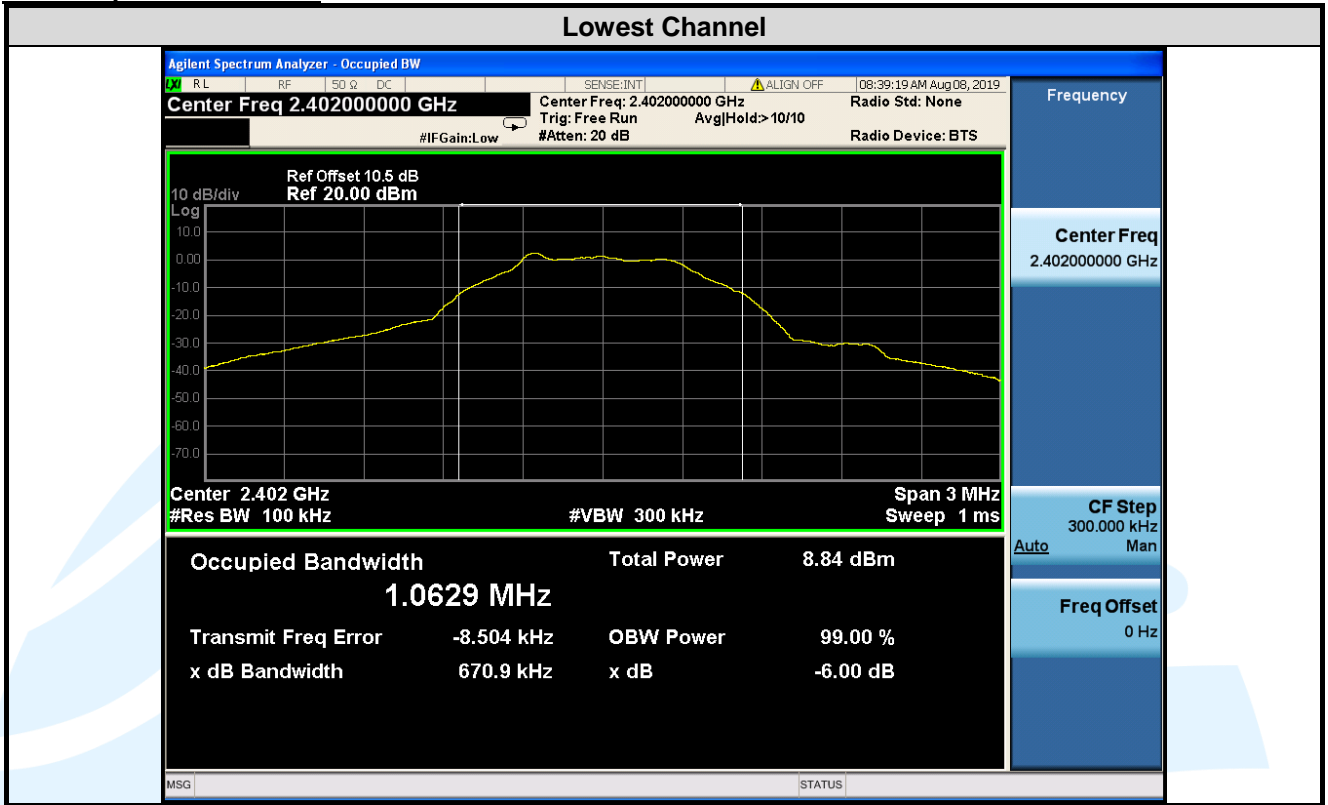 Lowest Channel
Agilent Spectrum Analyzer - Occupied BW
LXI RL RF 50 Ω DC SENSE:INT ALIGN OFF 08:39:19 AM Aug 08, 2019
Center Freq 2.402000000 GHz
Center Freq: 2.402000000 GHz Radio Std: None
Trig: Free Run Avg|Hold:>10/10
#IFGain:Low #Atten: 20 dB Radio Device: BTS
Ref Offset 10.5 dB
10 dB/div Ref 20.00 dBm
Log
10.0
0.00
-10.0
-20.0
-30.0
-40.0
-50.0
-60.0
-70.0
Center 2.402 GHz Span 3 MHz
#Res BW 100 kHz #VBW 300 kHz Sweep 1 ms
Occupied Bandwidth Total Power 8.84 dBm
1.0629 MHz
Transmit Freq Error -8.504 kHz OBW Power 99.00 %
x dB Bandwidth 670.9 kHz x dB -6.00 dB
MSG STATUS
Frequency
Center Freq
2.402000000 GHz
CF Step
300.000 kHz
Auto Man
Freq Offset
0 Hz